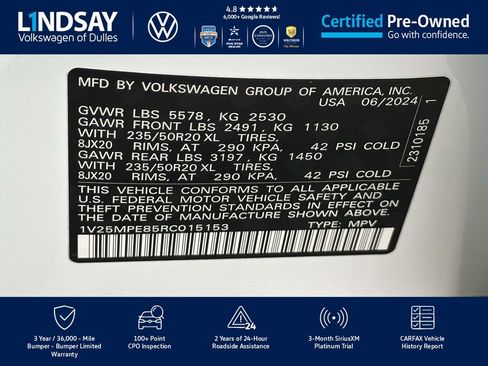 LINDSAY
Volkswagen of Dulles
4.8 ★★★★★
6,000+ Google Reviews!
Certified Pre-Owned
Go with confidence.
MFD BY VOLKSWAGEN GROUP OF AMERICA, INC.
USA 06/2024
GVWR LBS 5578, KG 2530
GAWR FRONT LBS 2491, KG 1130
WITH 235/50R20 XL TIRES,
8JX20 RIMS, AT 290 KPA, 42 PSI COLD
GAWR REAR LBS 3197, KG 1450
WITH 235/50R20 XL TIRES,
8JX20 RIMS, AT 290 KPA, 42 PSI COLD
THIS VEHICLE CONFORMS TO ALL APPLICABLE
U.S. FEDERAL MOTOR VEHICLE SAFETY AND
THEFT PREVENTION STANDARDS IN EFFECT ON
THE DATE OF MANUFACTURE SHOWN ABOVE.
1V25MPE85RC015153 TYPE: MPV
2310185 1
24
3 Year / 36,000 - Mile
Bumper - Bumper Limited
Warranty
100+ Point
CPO Inspection
2 Years of 24-Hour
Roadside Assistance
3-Month SiriusXM
Platinum Trial
CARFAX Vehicle
History Report